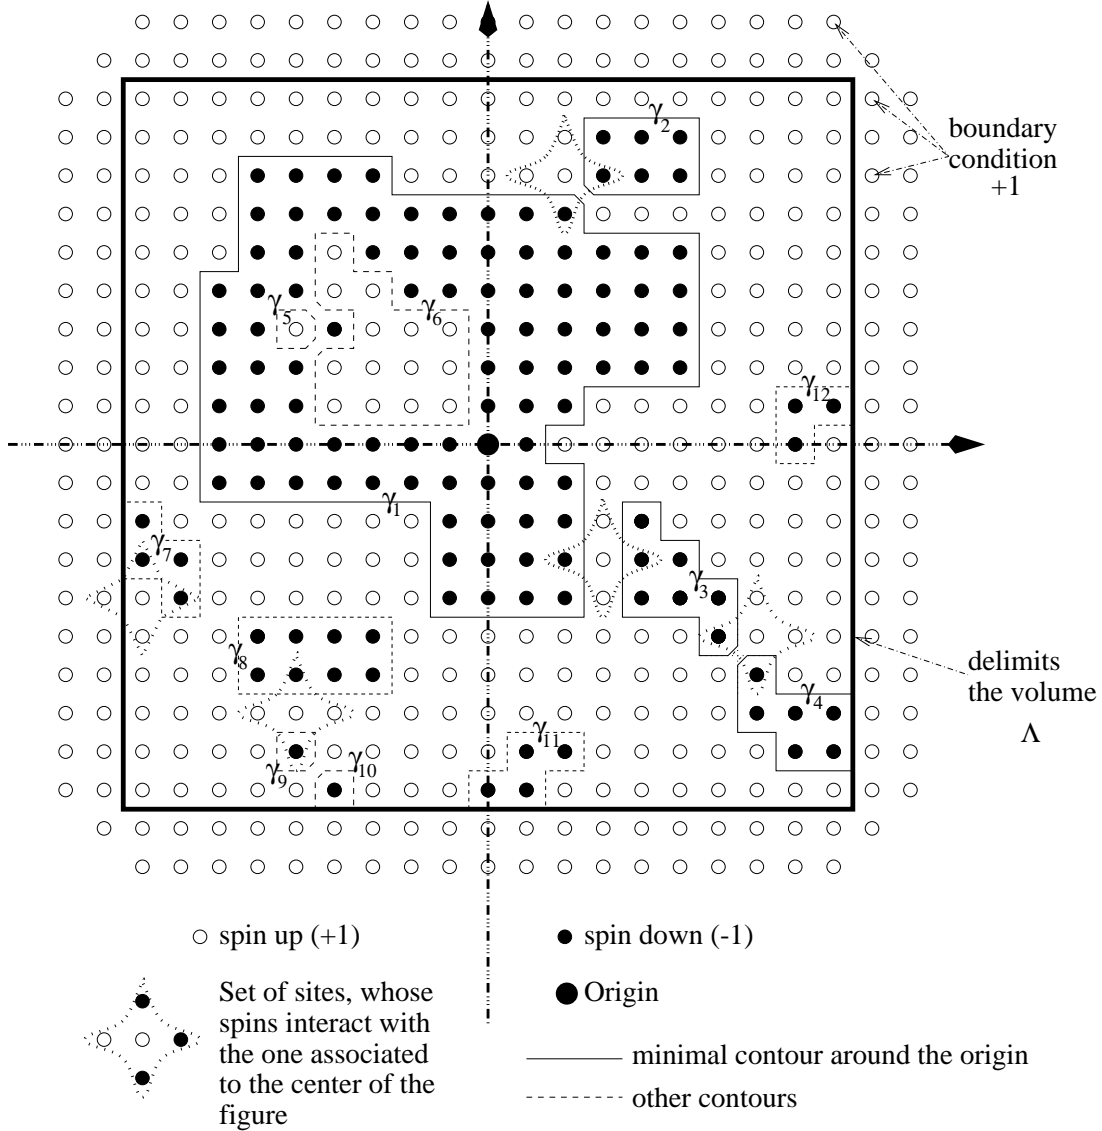 γ2
boundary
condition
+1
γ5
γ6
γ12
γ1
γ7
γ3
γ8
γ4
delimits
the volume
Λ
γ11
γ9
γ10
spin up (+1)
spin down (-1)
Set of sites, whose
spins interact with
the one associated
to the center of the
figure
Origin
minimal contour around the origin
other contours